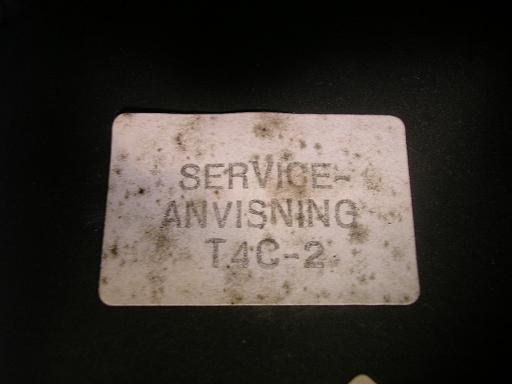 SERVICE-
ANVISNING
T4C-2